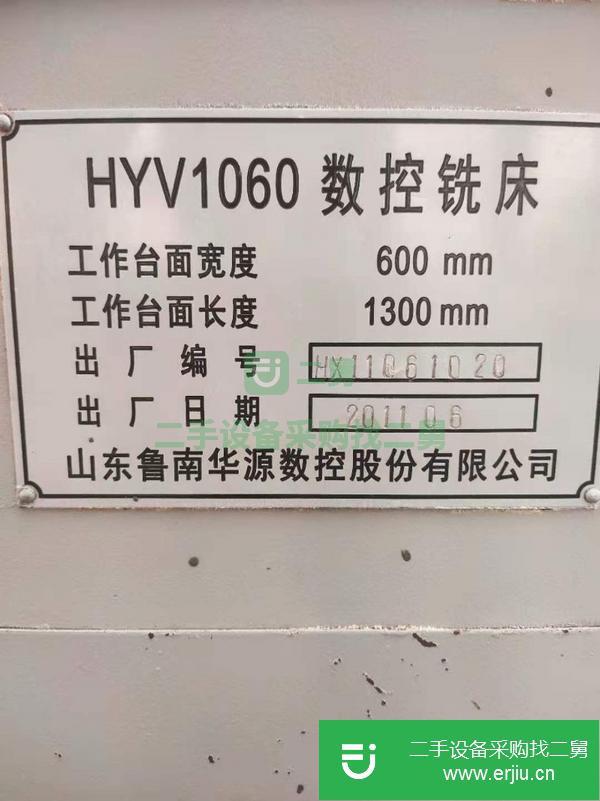 HYV1060 数控铣床
工作台面宽度 600 mm
工作台面长度 1300 mm
出厂编号 HX11061020
二舅
出厂日期 201106
二手设备采购找二舅
山东鲁南华源数控股份有限公司
二手设备采购找二舅
www.erjiu.cn